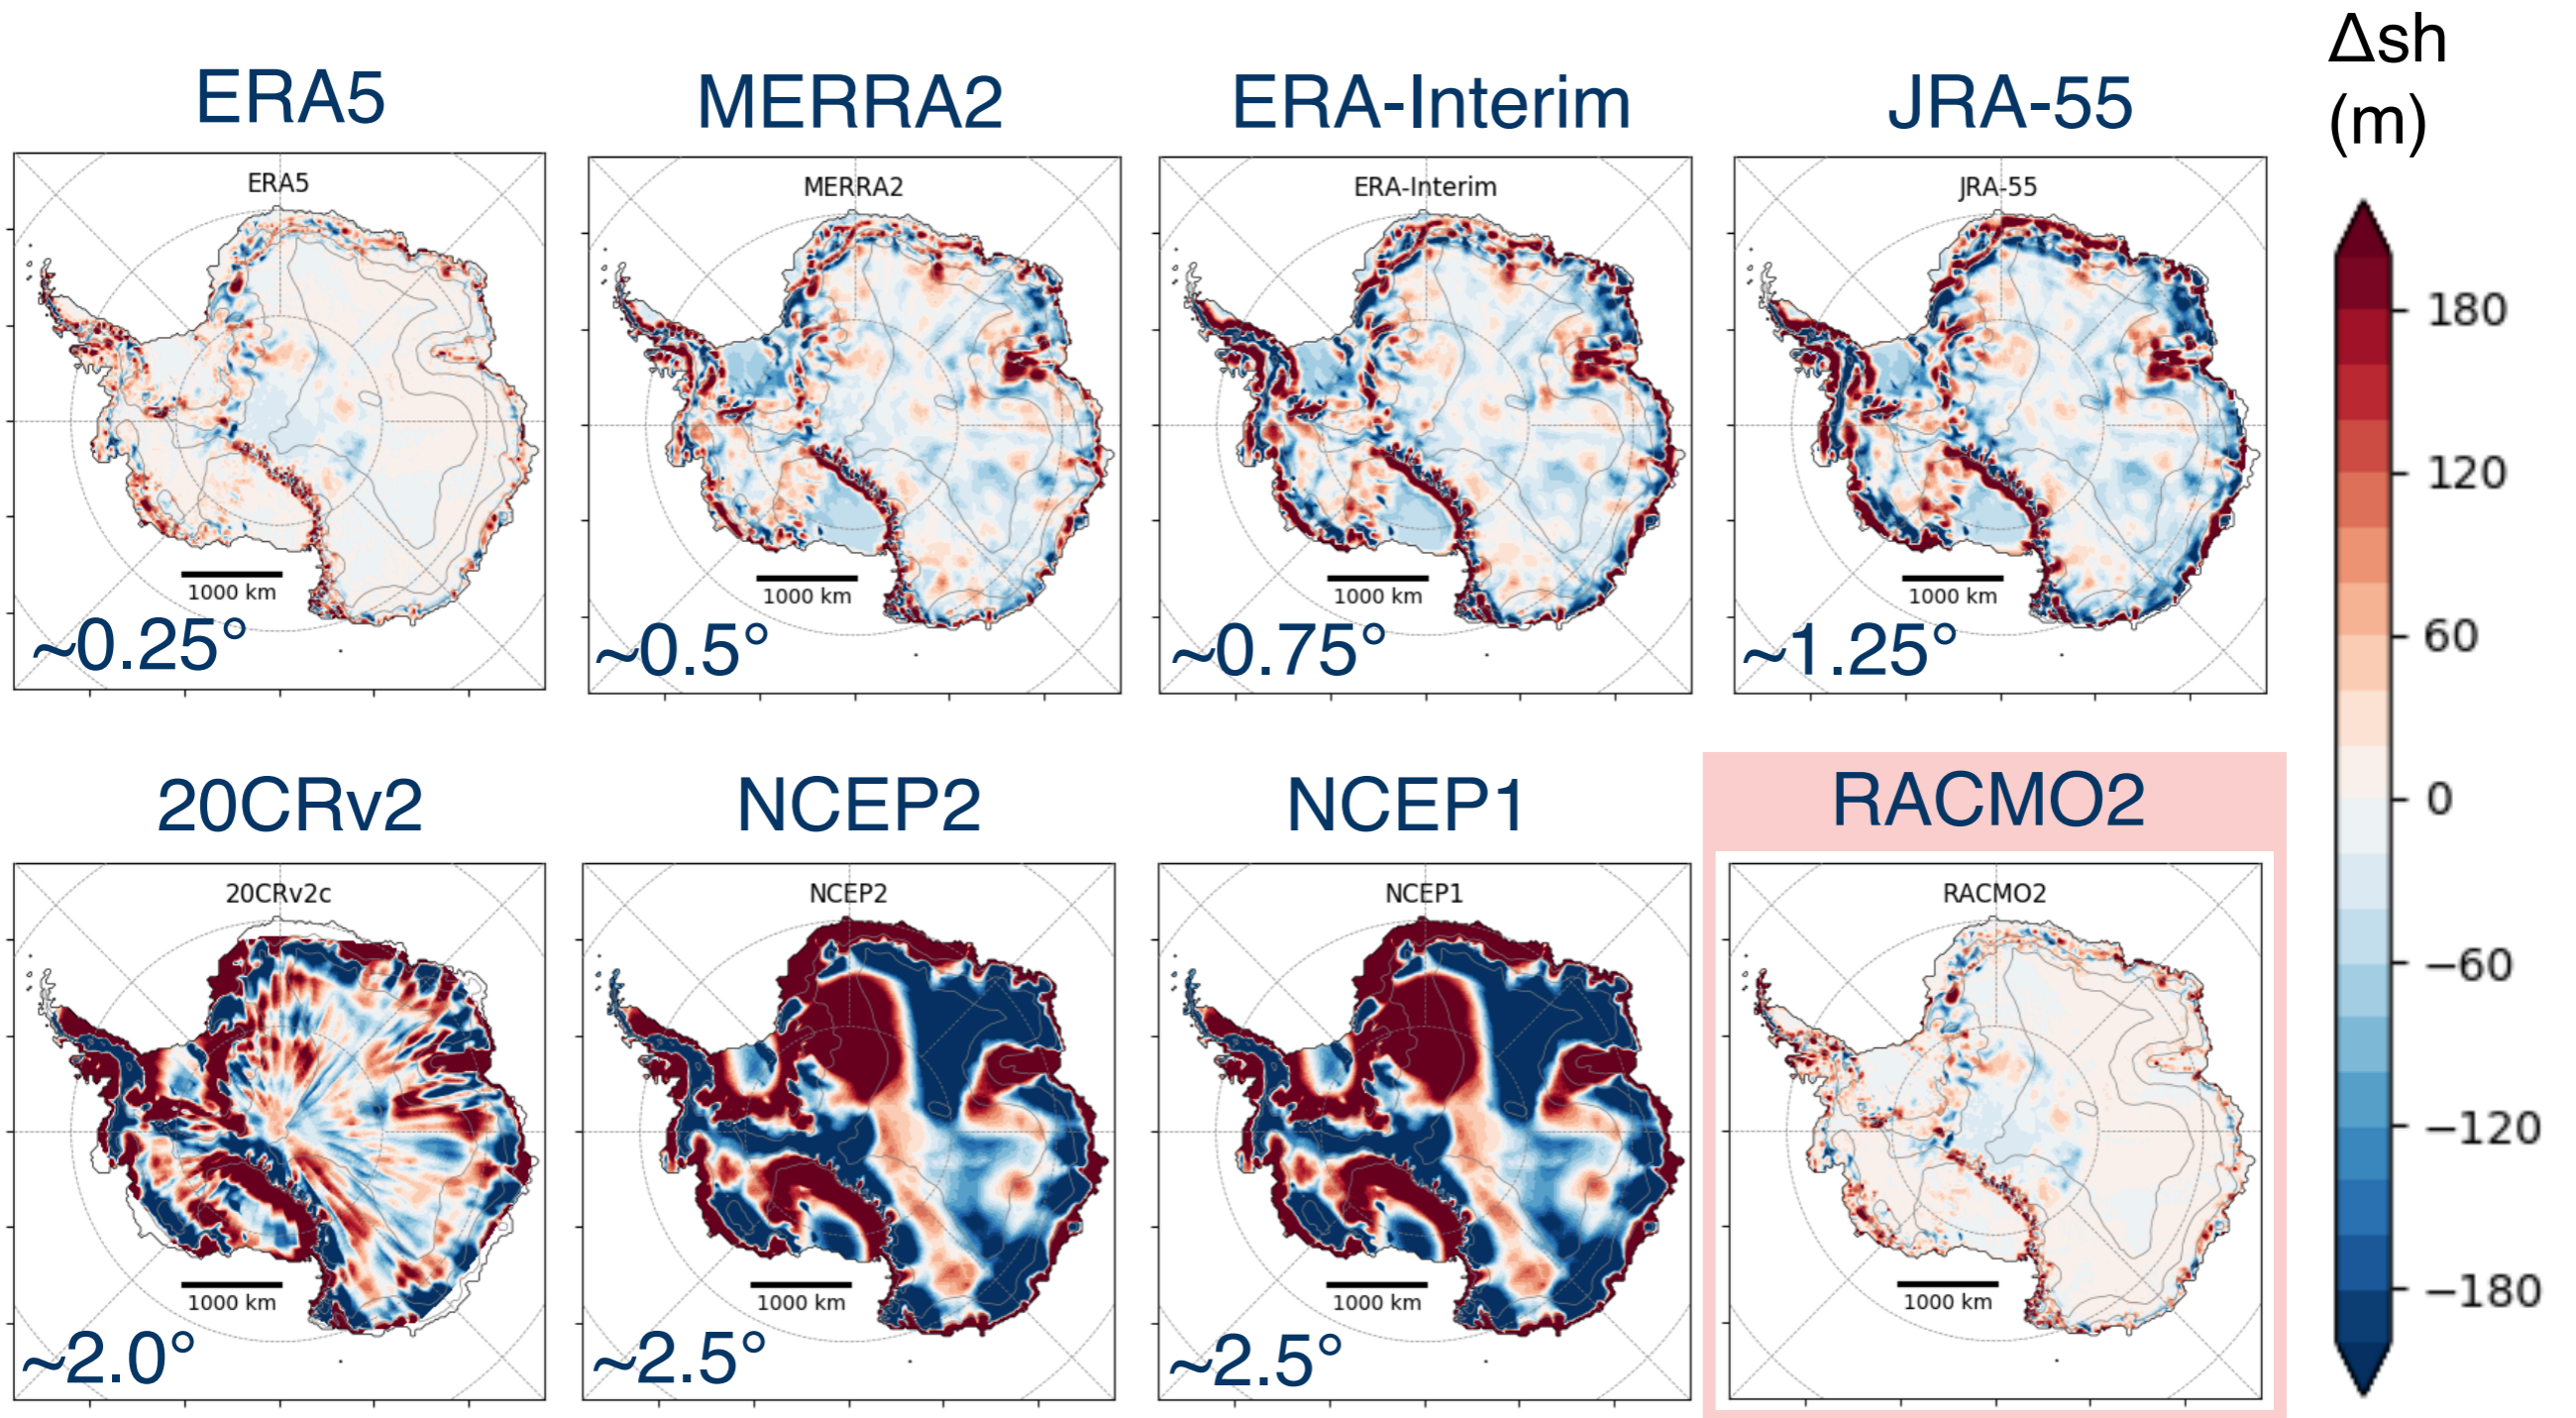 Δsh
(m)
ERA5
MERRA2
ERA-Interim
JRA-55
ERA5
MERRA2
ERA-Interim
JRA-55
1000 km
1000 km
1000 km
1000 km
~0.25°
~0.5°
~0.75°
~1.25°
20CRv2
NCEP2
NCEP1
RACMO2
20CRv2c
NCEP2
NCEP1
RACMO2
1000 km
1000 km
1000 km
1000 km
~2.0°
~2.5°
~2.5°
180
120
60
0
−60
−120
−180